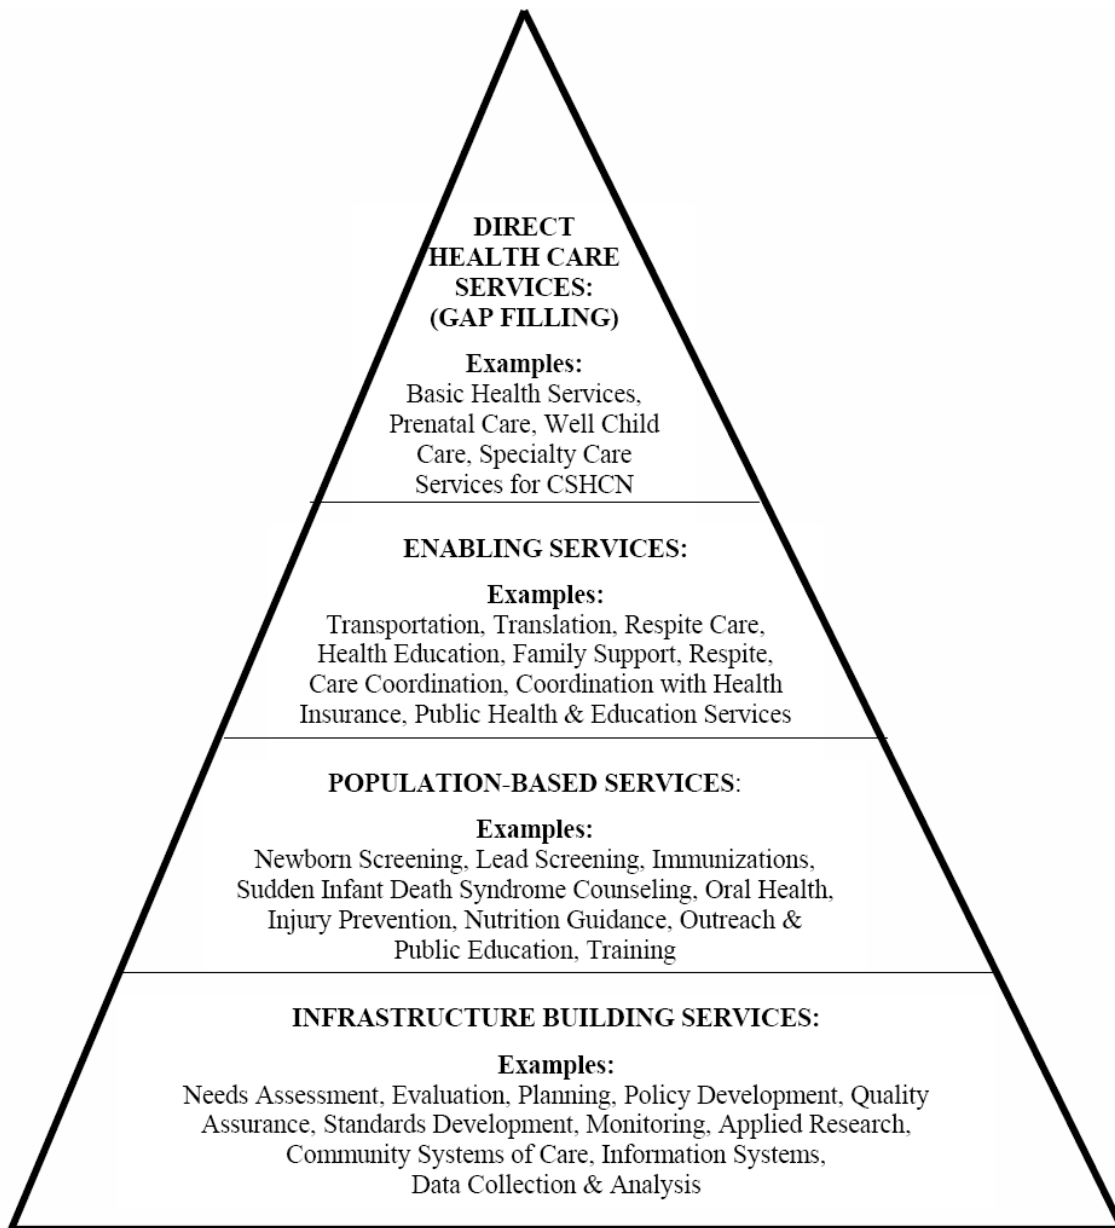 DIRECT
HEALTH CARE
SERVICES:
(GAP FILLING)
Examples:
Basic Health Services,
Prenatal Care, Well Child
Care, Specialty Care
Services for CSHCN
ENABLING SERVICES:
Examples:
Transportation, Translation, Respite Care,
Health Education, Family Support, Respite,
Care Coordination, Coordination with Health
Insurance, Public Health & Education Services
POPULATION-BASED SERVICES:
Examples:
Newborn Screening, Lead Screening, Immunizations,
Sudden Infant Death Syndrome Counseling, Oral Health,
Injury Prevention, Nutrition Guidance, Outreach &
Public Education, Training
INFRASTRUCTURE BUILDING SERVICES:
Examples:
Needs Assessment, Evaluation, Planning, Policy Development, Quality
Assurance, Standards Development, Monitoring, Applied Research,
Community Systems of Care, Information Systems,
Data Collection & Analysis